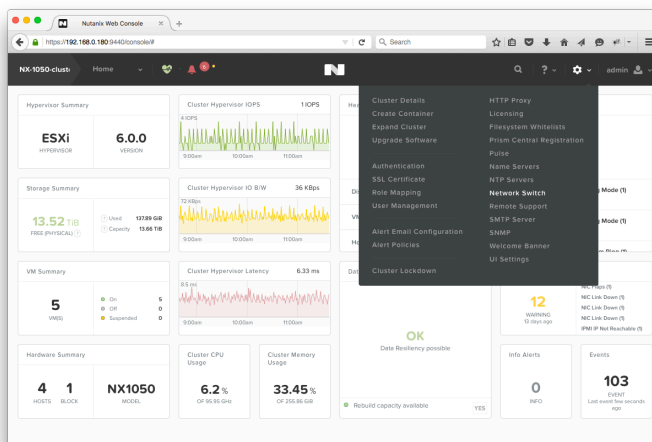 Nutanix Web Console
https://192.168.0.180:9440/console/#
Search
NX-1050-cluste
Home
6
?
admin
Hypervisor Summary
ESXi
HYPERVISOR
6.0.0
VERSION
Cluster Hypervisor IOPS
1 IOPS
4 IOPS
9:00am 10:00am 11:00am
Cluster Details
Create Container
Expand Cluster
Upgrade Software
Authentication
SSL Certificate
Role Mapping
User Management
Alert Email Configuration
Alert Policies
Cluster Lockdown
HTTP Proxy
Licensing
Filesystem Whitelists
Prism Central Registration
Pulse
Name Servers
NTP Servers
Network Switch
Remote Support
SMTP Server
SNMP
Welcome Banner
UI Settings
Storage Summary
13.52 TiB
FREE (PHYSICAL)
Used 137.89 GiB
Capacity 13.66 TiB
Cluster Hypervisor IO B/W
36 KBps
72 KBps
9:00am 10:00am 11:00am
Mode (1)
Mode (1)
VM Summary
5
VM(S)
On 5
Off 0
Suspended 0
Cluster Hypervisor Latency
6.33 ms
8.5 ms
9:00am 10:00am 11:00am
OK
Data Resiliency possible
Rebuild capacity available
YES
12
WARNING
13 days ago
NIC Flaps (1)
NIC Link Down (1)
NIC Link Down (1)
NIC Link Down (1)
IPMI IP Not Reachable (1)
Hardware Summary
4
HOSTS
1
BLOCK
NX1050
MODEL
Cluster CPU
Usage
6.2 %
OF 95.95 GHz
Cluster Memory
Usage
33.45 %
OF 255.86 GiB
Info Alerts
0
INFO
Events
103
EVENT
Last event few seconds
ago